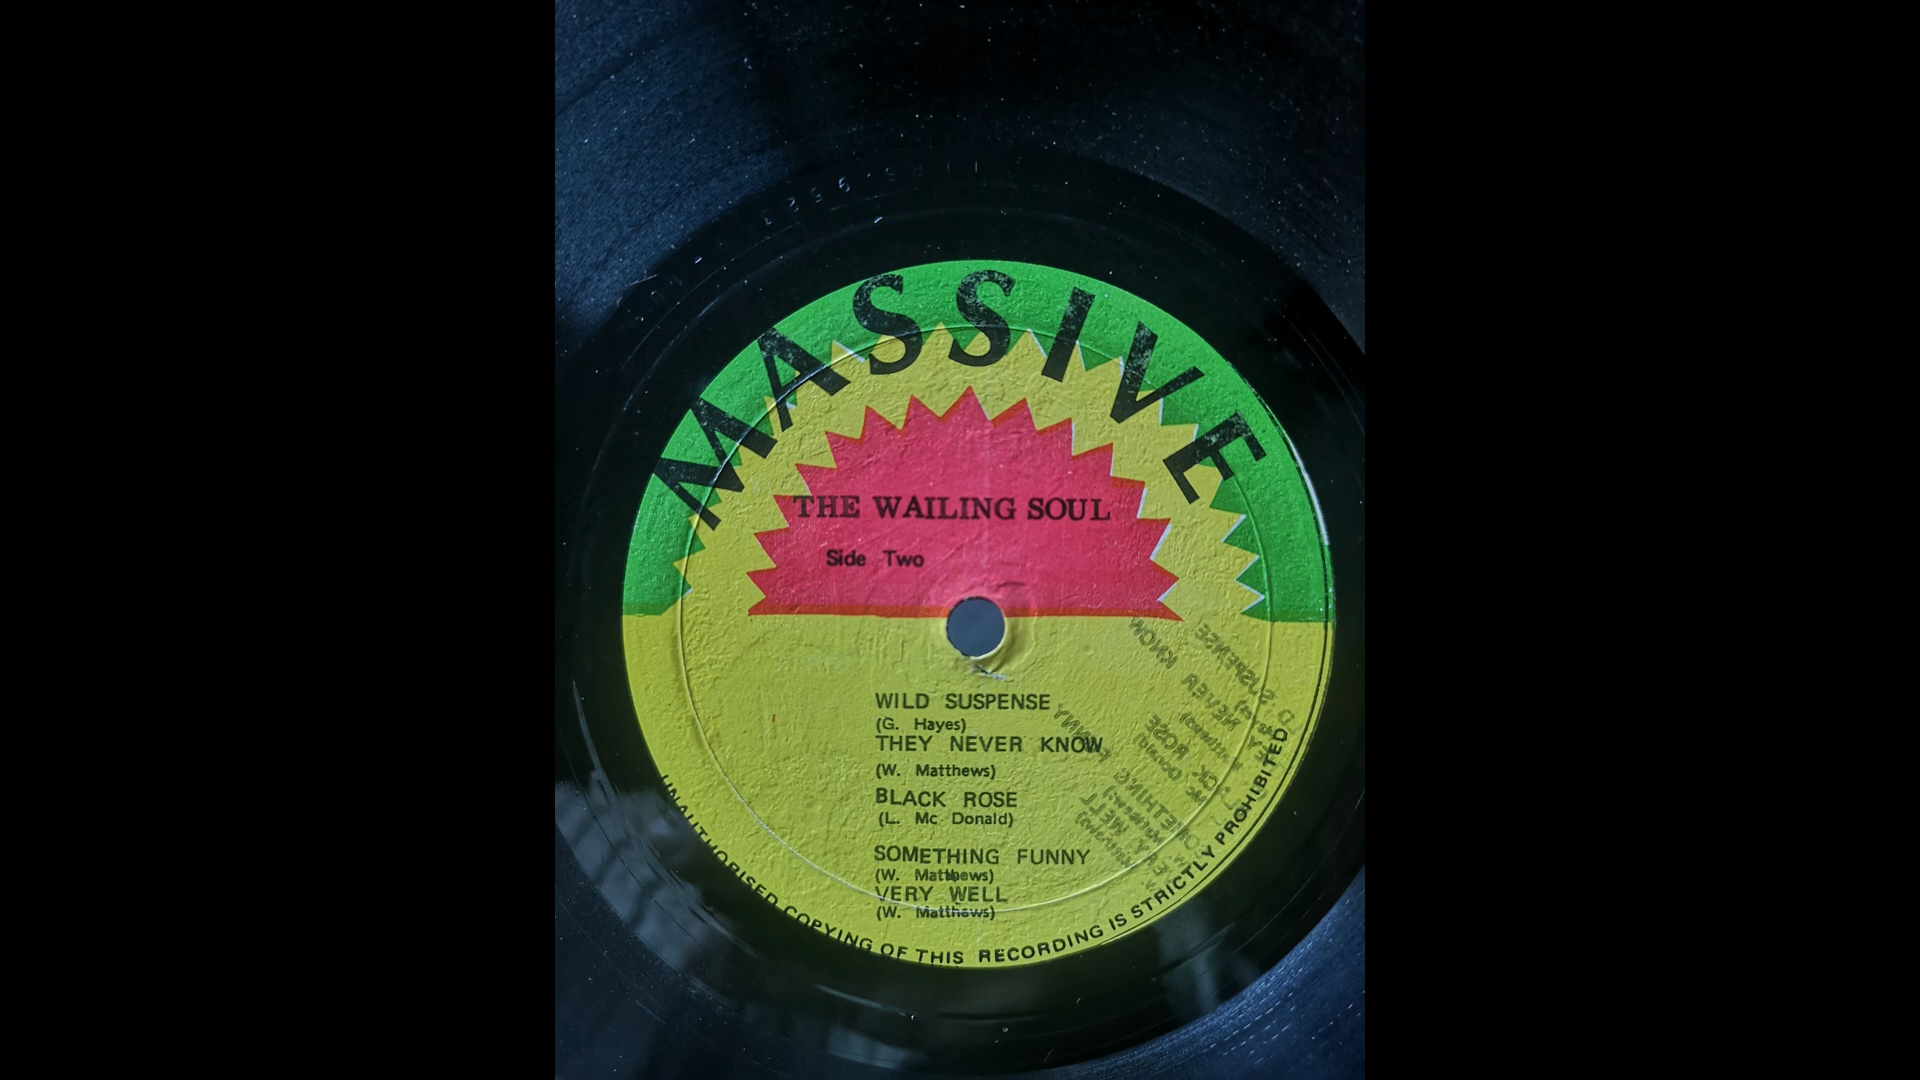 MASSIVE
THE WAILING SOUL
Side Two
WILD SUSPENSE
(G. Hayes)
THEY NEVER KNOW
(W. Matthews)
BLACK ROSE
(L. Mc Donald)
SOMETHING FUNNY
(W. Matthews)
VERY WELL
(W. Matthews)
UNAUTHORISED COPYING OF THIS RECORDING IS STRICTLY PROHIBITED